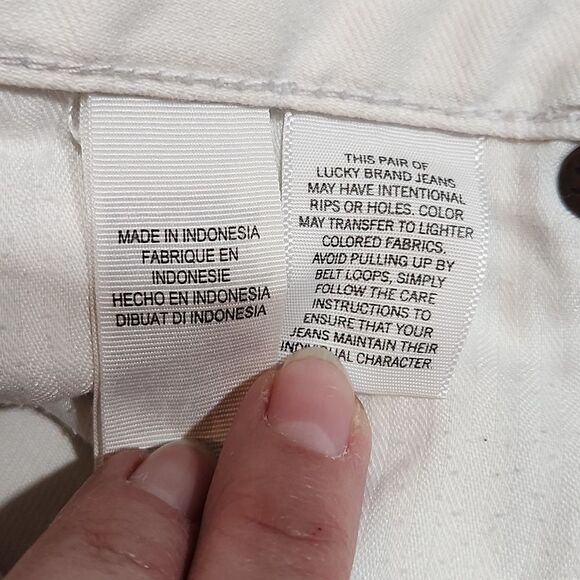 MADE IN INDONESIA
FABRIQUE EN
INDONESIE
HECHO EN INDONESIA
DIBUAT DI INDONESIA
THIS PAIR OF
LUCKY BRAND JEANS
MAY HAVE INTENTIONAL
RIPS OR HOLES. COLOR
MAY TRANSFER TO LIGHTER
COLORED FABRICS,
AVOID PULLING UP BY
BELT LOOPS, SIMPLY
FOLLOW THE CARE
INSTRUCTIONS TO
ENSURE THAT YOUR
JEANS MAINTAIN THEIR
INDIVIDUAL CHARACTER